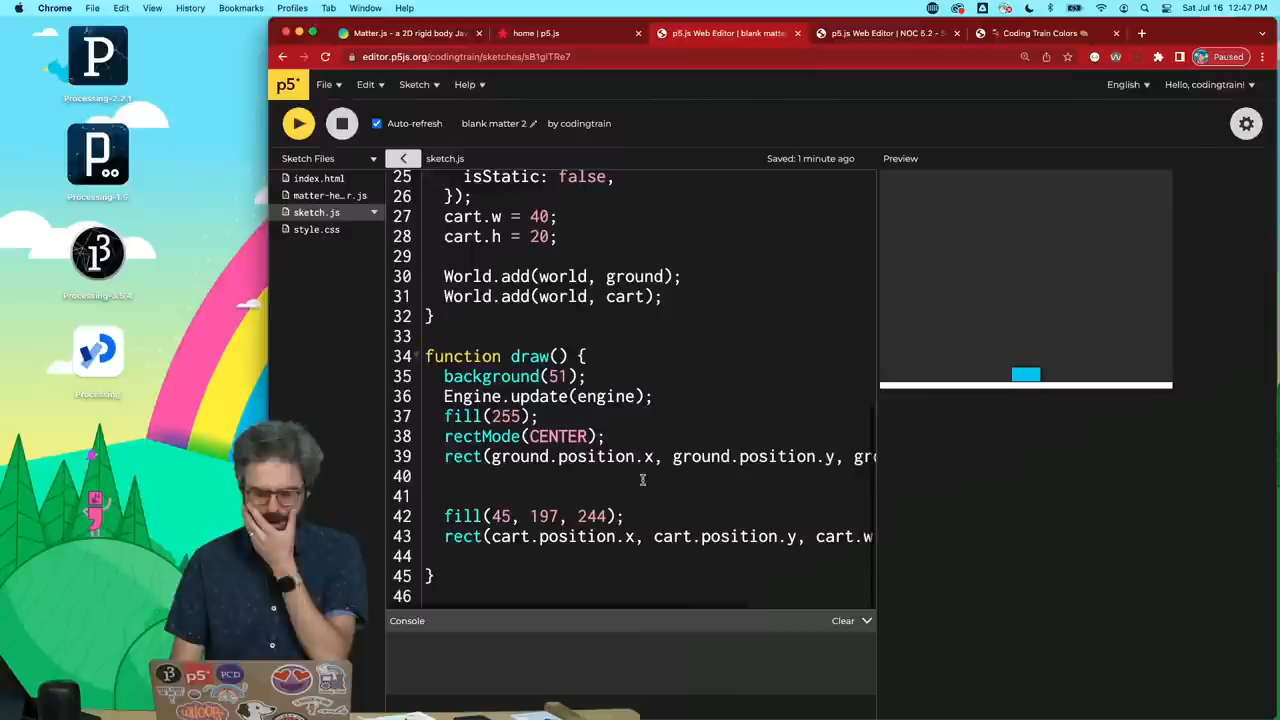 Chrome File Edit View History Bookmarks Profiles Tab Window Help Sat Jul 16 12:47 PM
Matter.js – a 2D rigid body Jav
home | p5.js
p5.js Web Editor | blank matte
p5.js Web Editor | NOC 5.2 - S
Coding Train Colors
editor.p5js.org/codingtrain/sketches/sB1glTRe7
Paused
p5*
File Edit Sketch Help
English
Hello, codingtrain!
Auto-refresh
blank matter 2
by codingtrain
Sketch Files
sketch.js
Saved: 1 minute ago
Preview
index.html
matter-he...r.js
sketch.js
style.css
25 isStatic: false,
26 });
27 cart.w = 40;
28 cart.h = 20;
29
30 World.add(world, ground);
31 World.add(world, cart);
32 }
33
34 function draw() {
35 background(51);
36 Engine.update(engine);
37 fill(255);
38 rectMode(CENTER);
39 rect(ground.position.x, ground.position.y, gr
40
41
42 fill(45, 197, 244);
43 rect(cart.position.x, cart.position.y, cart.w
44
45 }
46
Console
Clear
P
Processing-2.2.1
Processing-1.5
Processing-3.5.4
Processing
p5*
PCD